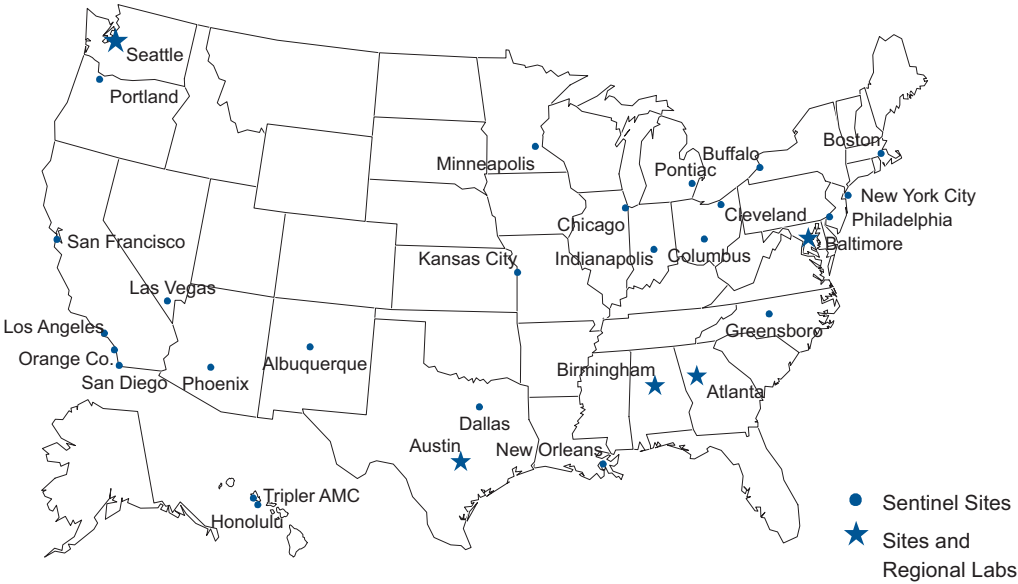 Seattle
Portland
Minneapolis
Boston
Buffalo
Pontiac
New York City
Cleveland
Philadelphia
Chicago
San Francisco
Baltimore
Kansas City
Indianapolis
Columbus
Las Vegas
Los Angeles
Greensboro
Orange Co.
Albuquerque
Birmingham
San Diego
Phoenix
Atlanta
Dallas
Austin
New Orleans
Tripler AMC
Honolulu
Sentinel Sites
Sites and
Regional Labs